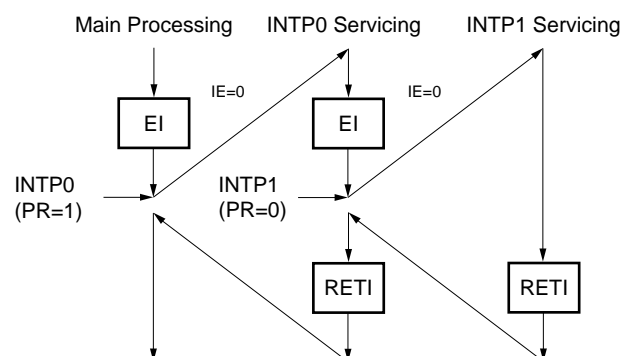 Main Processing
INTP0 Servicing
INTP1 Servicing
IE=0
IE=0
EI
EI
INTP0
(PR=1)
INTP1
(PR=0)
RETI
RETI